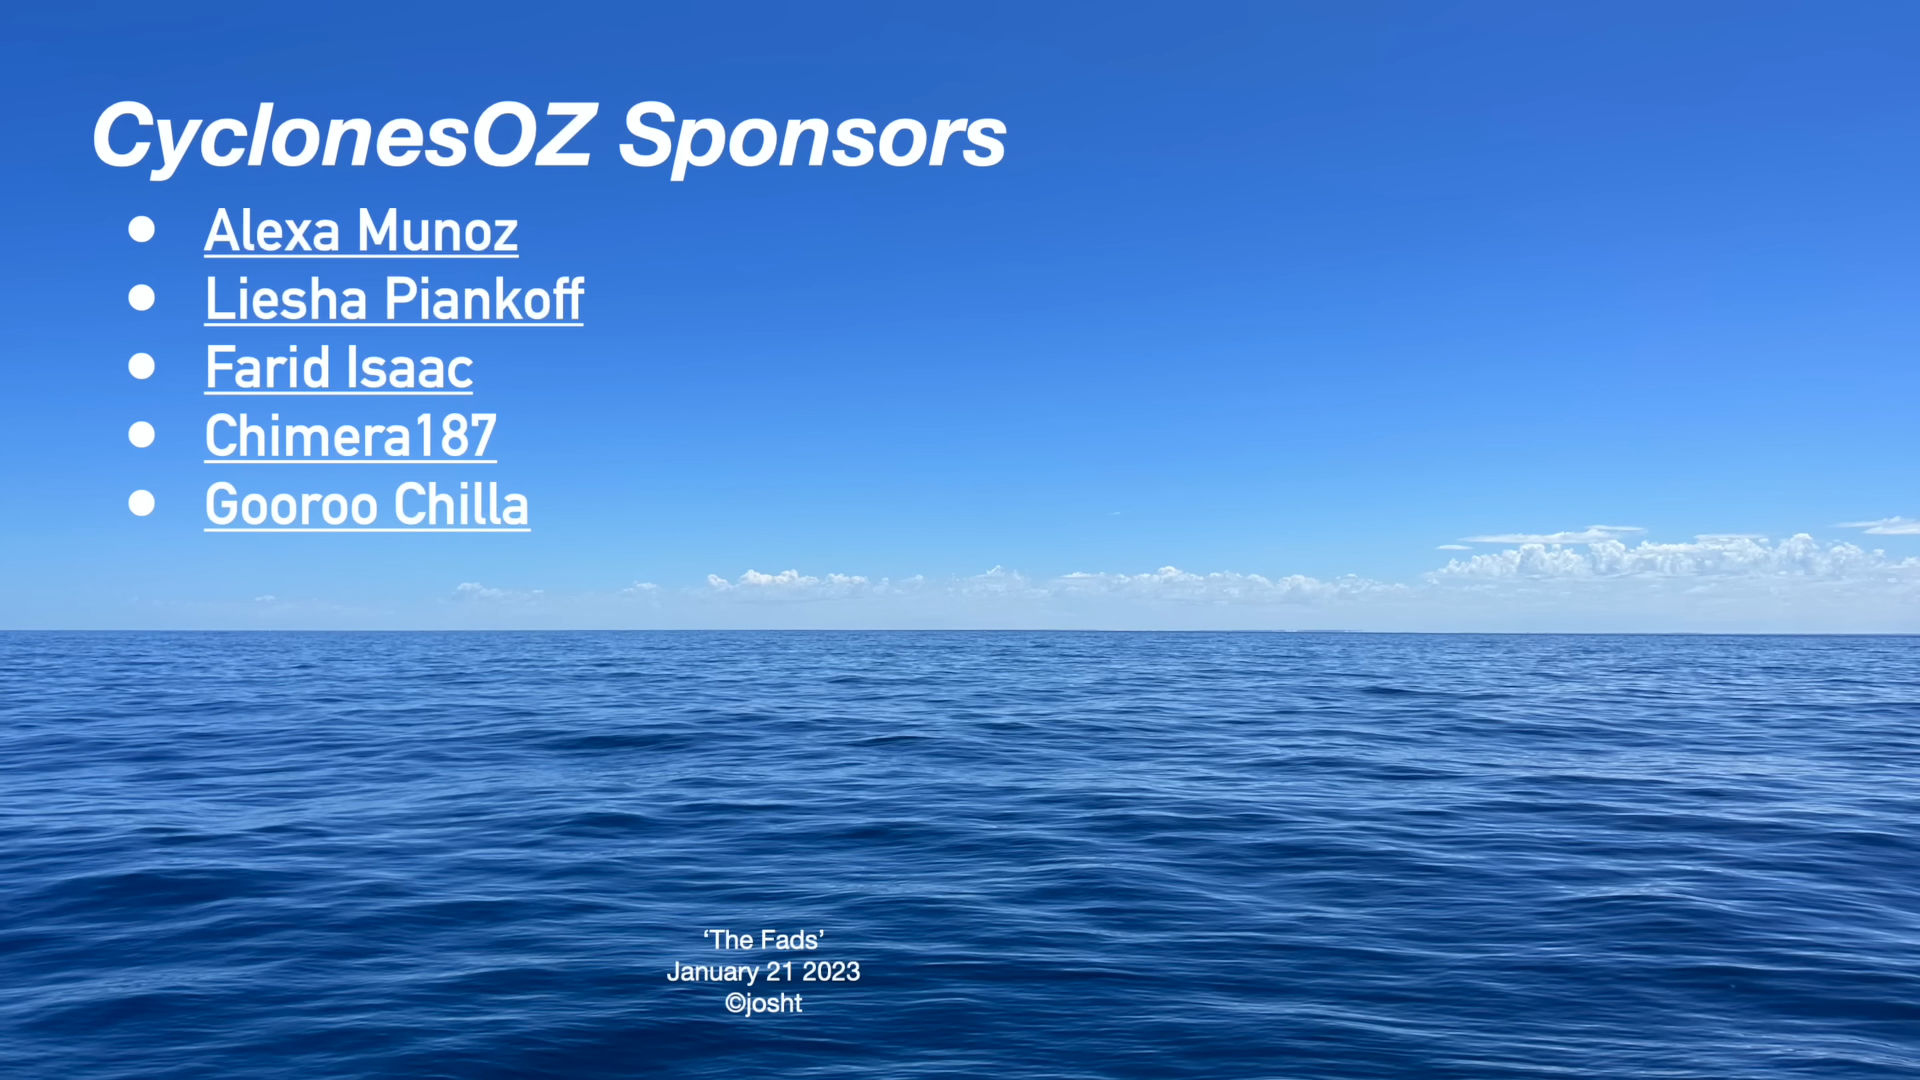 CyclonesOZ Sponsors
• Alexa Munoz
• Liesha Piankoff
• Farid Isaac
• Chimera187
• Gooroo Chilla
‘The Fads’
January 21 2023
©josht